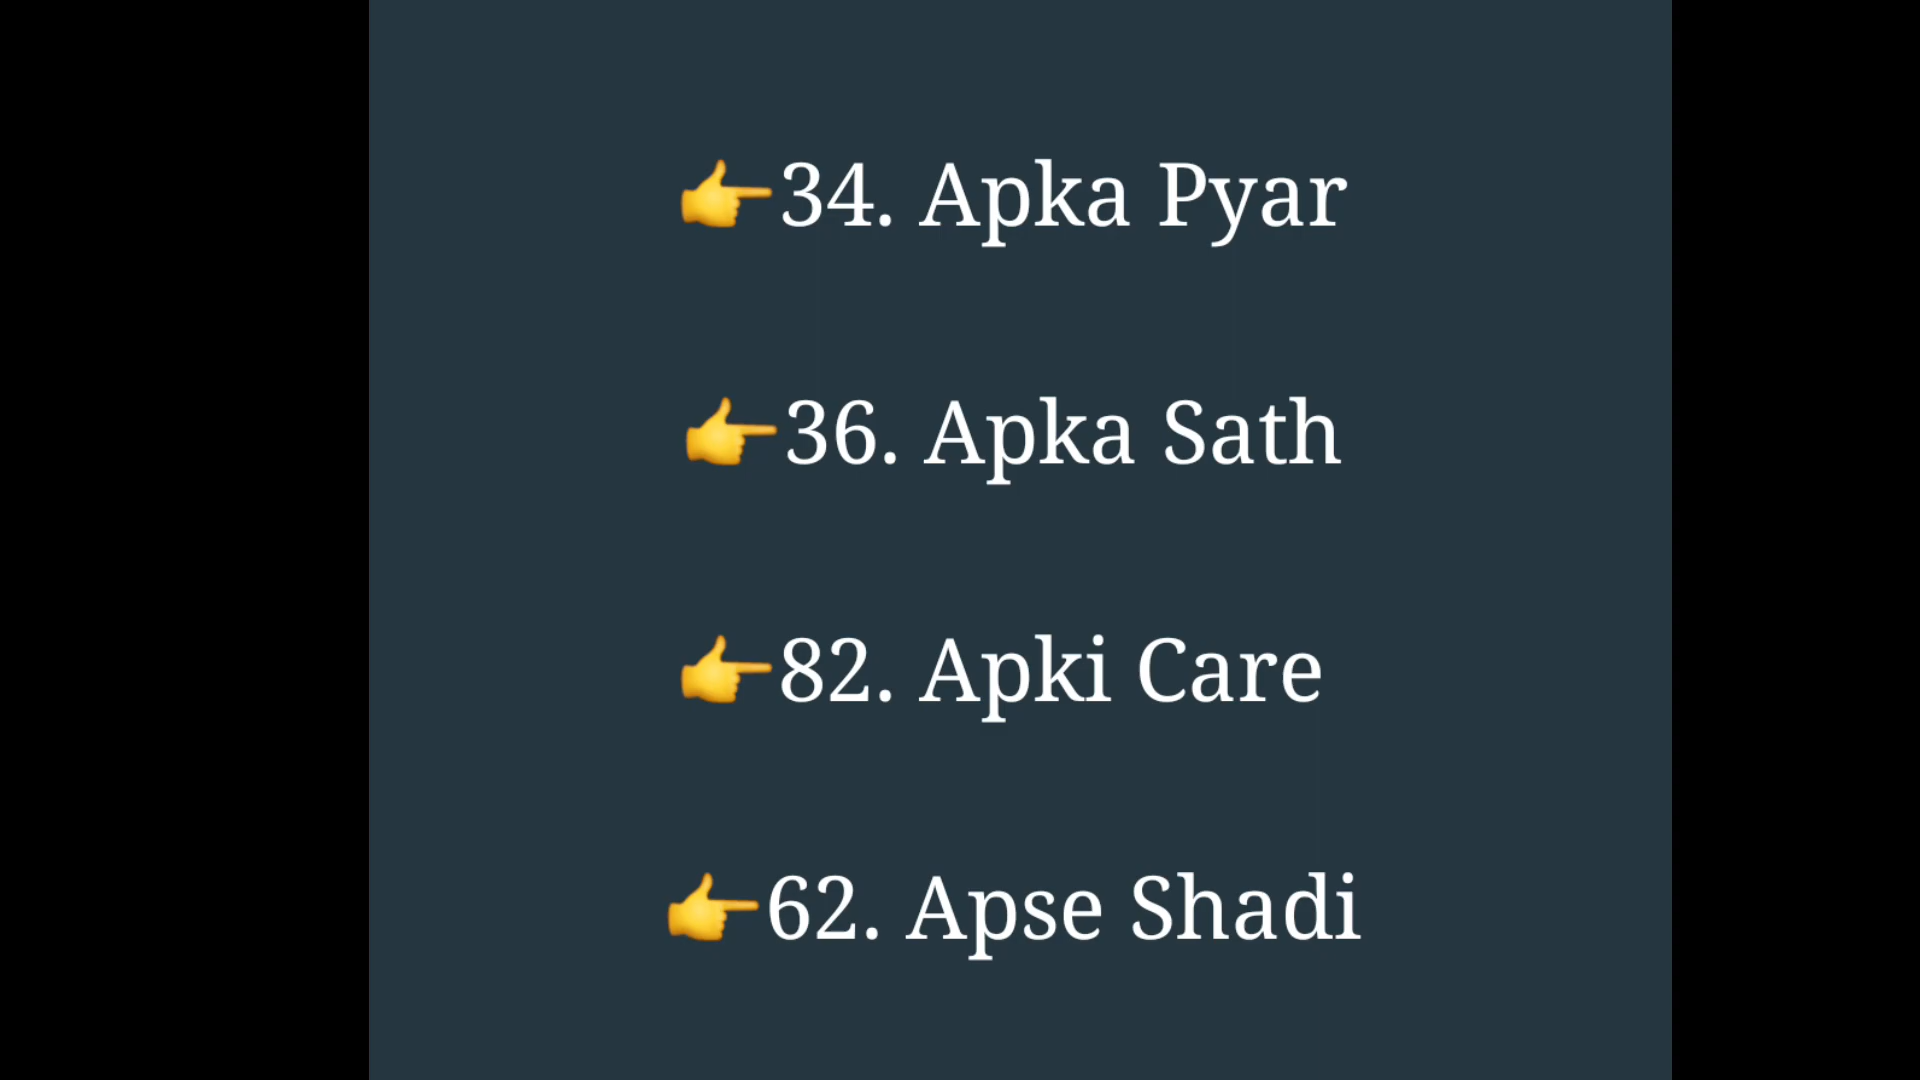 👉34. Apka Pyar
👉36. Apka Sath
👉82. Apki Care
👉62. Apse Shadi